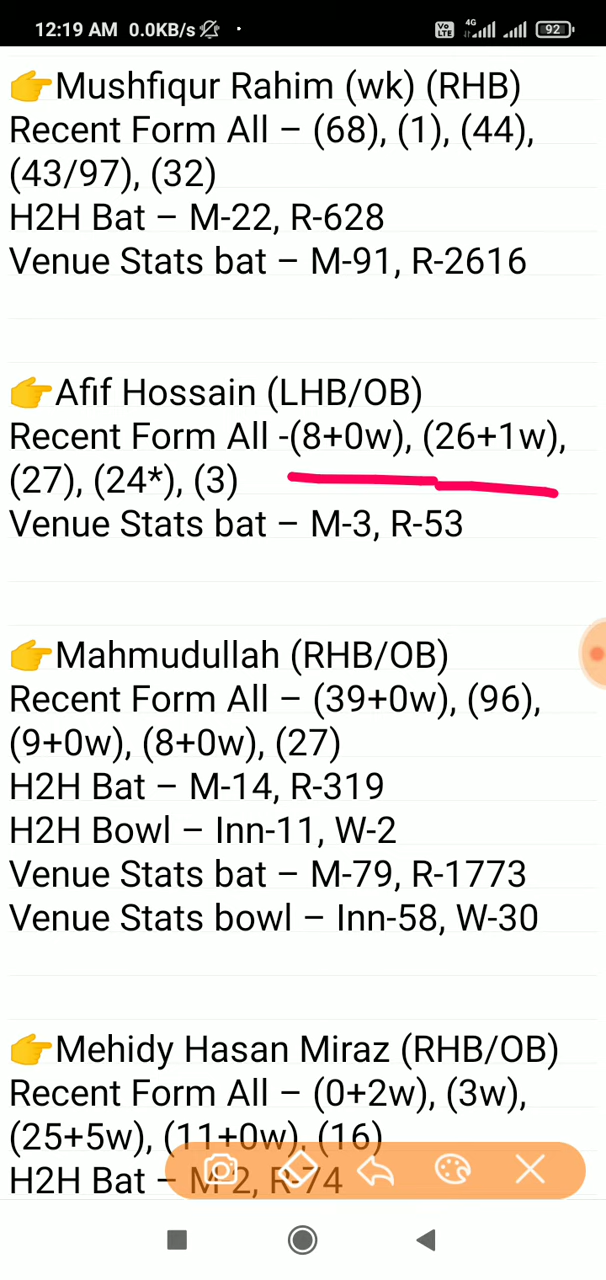 12:19 AM 0.0KB/s
Vo LTE 4G 92
👉Mushfiqur Rahim (wk) (RHB)
Recent Form All – (68), (1), (44),
(43/97), (32)
H2H Bat – M-22, R-628
Venue Stats bat – M-91, R-2616
👉Afif Hossain (LHB/OB)
Recent Form All -(8+0w), (26+1w),
(27), (24*), (3)
Venue Stats bat – M-3, R-53
👉Mahmudullah (RHB/OB)
Recent Form All – (39+0w), (96),
(9+0w), (8+0w), (27)
H2H Bat – M-14, R-319
H2H Bowl – Inn-11, W-2
Venue Stats bat – M-79, R-1773
Venue Stats bowl – Inn-58, W-30
👉Mehidy Hasan Miraz (RHB/OB)
Recent Form All – (0+2w), (3w),
(25+5w), (11+0w), (16)
H2H Bat – M-2, R-74